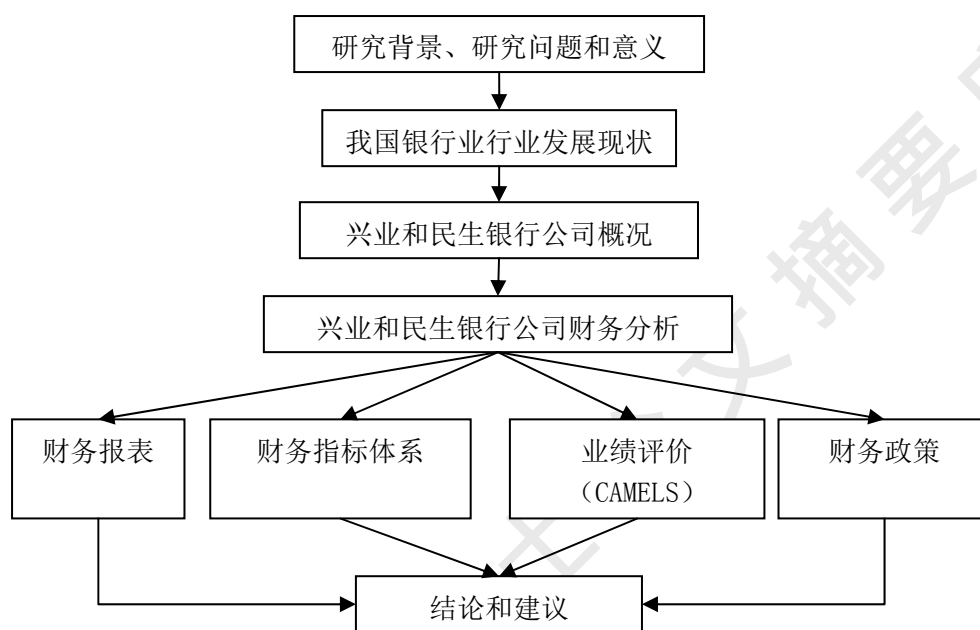 研究背景、研究问题和意义
我国银行业行业发展现状
兴业和民生银行公司概况
兴业和民生银行公司财务分析
财务报表
财务指标体系
业绩评价
（CAMELS）
财务政策
结论和建议
文摘要